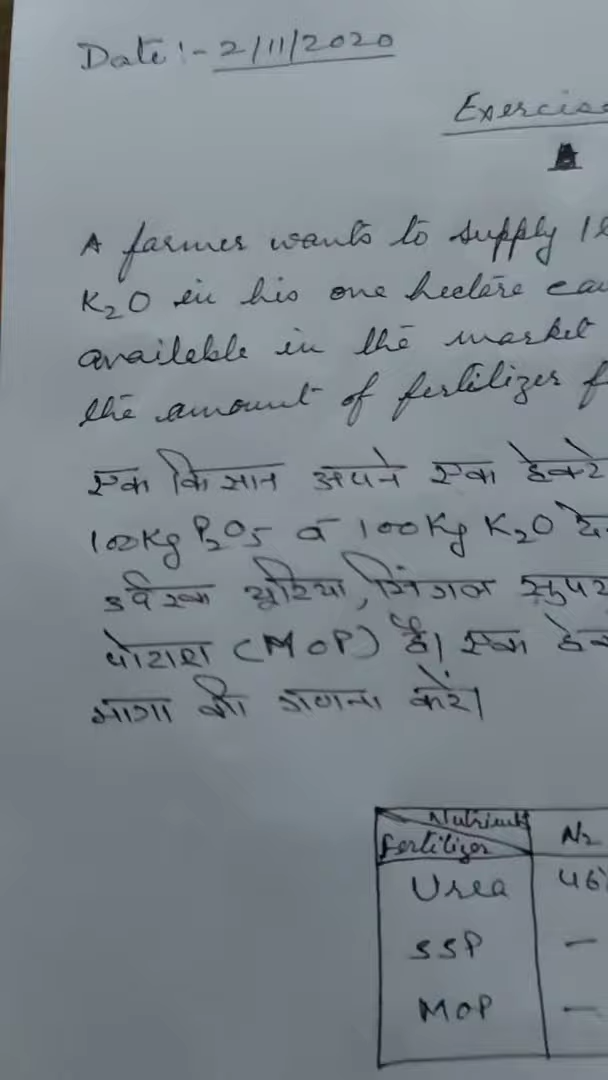 Date:- 2/11/2020
Exercise
A
A farmer wants to supply
K₂O in his one hectare
available in the market
the amount of fertilizer
एक किसान अपने एक हेक्टे
100Kg P₂O₅ व 100Kg K₂O
यूरिया, सिंगल सुपर
पोटाश (MOP) है। एक हेक
की गणना करें।
Nutrients
fertilizer
N₂
Urea 46%
SSP —
MOP —